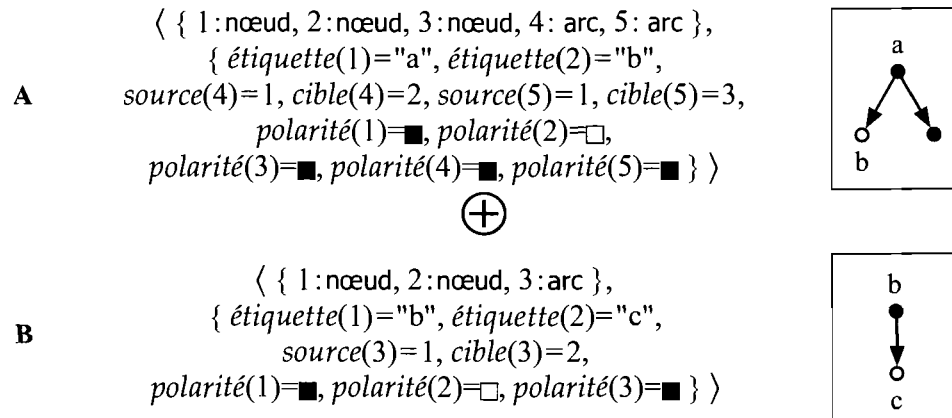 ⟨ { 1:nœud, 2:nœud, 3:nœud, 4: arc, 5: arc },
{ étiquette(1)="a", étiquette(2)="b",
A
source(4)=1, cible(4)=2, source(5)=1, cible(5)=3,
polarité(1)=■, polarité(2)=□,
polarité(3)=■, polarité(4)=■, polarité(5)=■ } ⟩
a
b
⊕
⟨ { 1:nœud, 2:nœud, 3:arc },
{ étiquette(1)="b", étiquette(2)="c",
B
source(3)=1, cible(3)=2,
polarité(1)=■, polarité(2)=□, polarité(3)=■ } ⟩
b
c